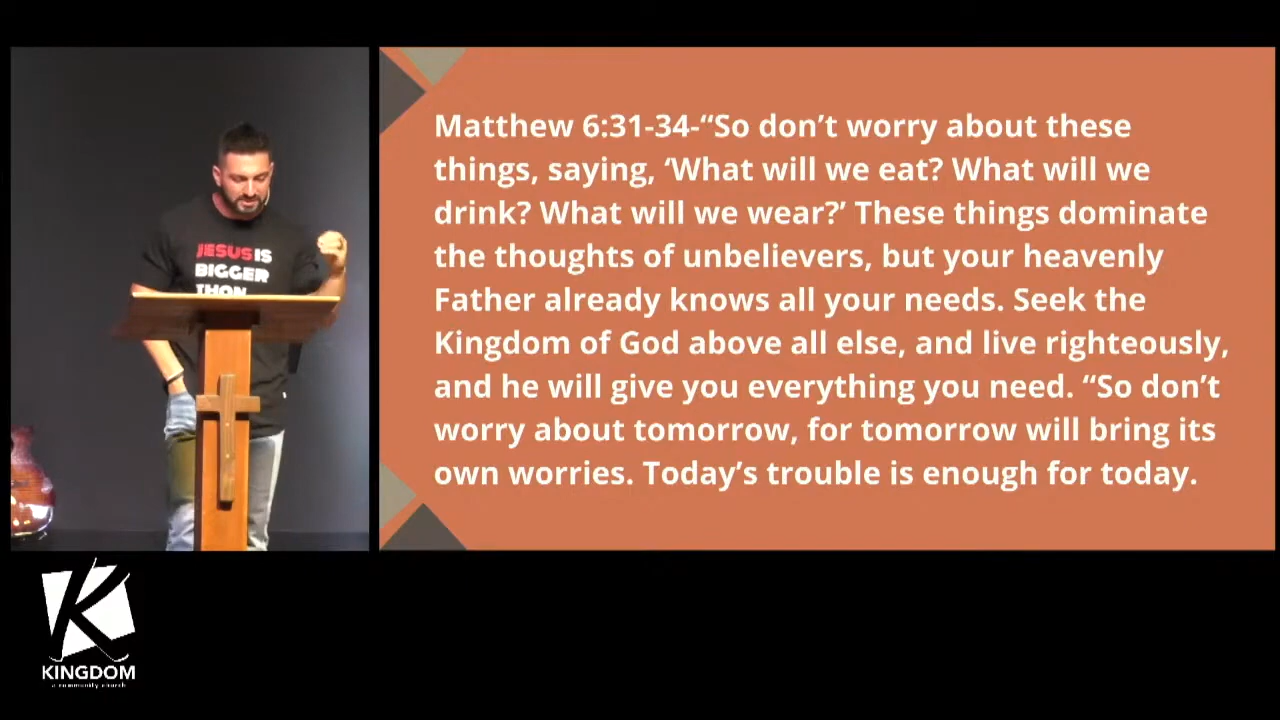 JESUS IS
BIGGER
THON
Matthew 6:31-34-“So don’t worry about these
things, saying, ‘What will we eat? What will we
drink? What will we wear?’ These things dominate
the thoughts of unbelievers, but your heavenly
Father already knows all your needs. Seek the
Kingdom of God above all else, and live righteously,
and he will give you everything you need. “So don’t
worry about tomorrow, for tomorrow will bring its
own worries. Today’s trouble is enough for today.
K
KINGDOM
a community church